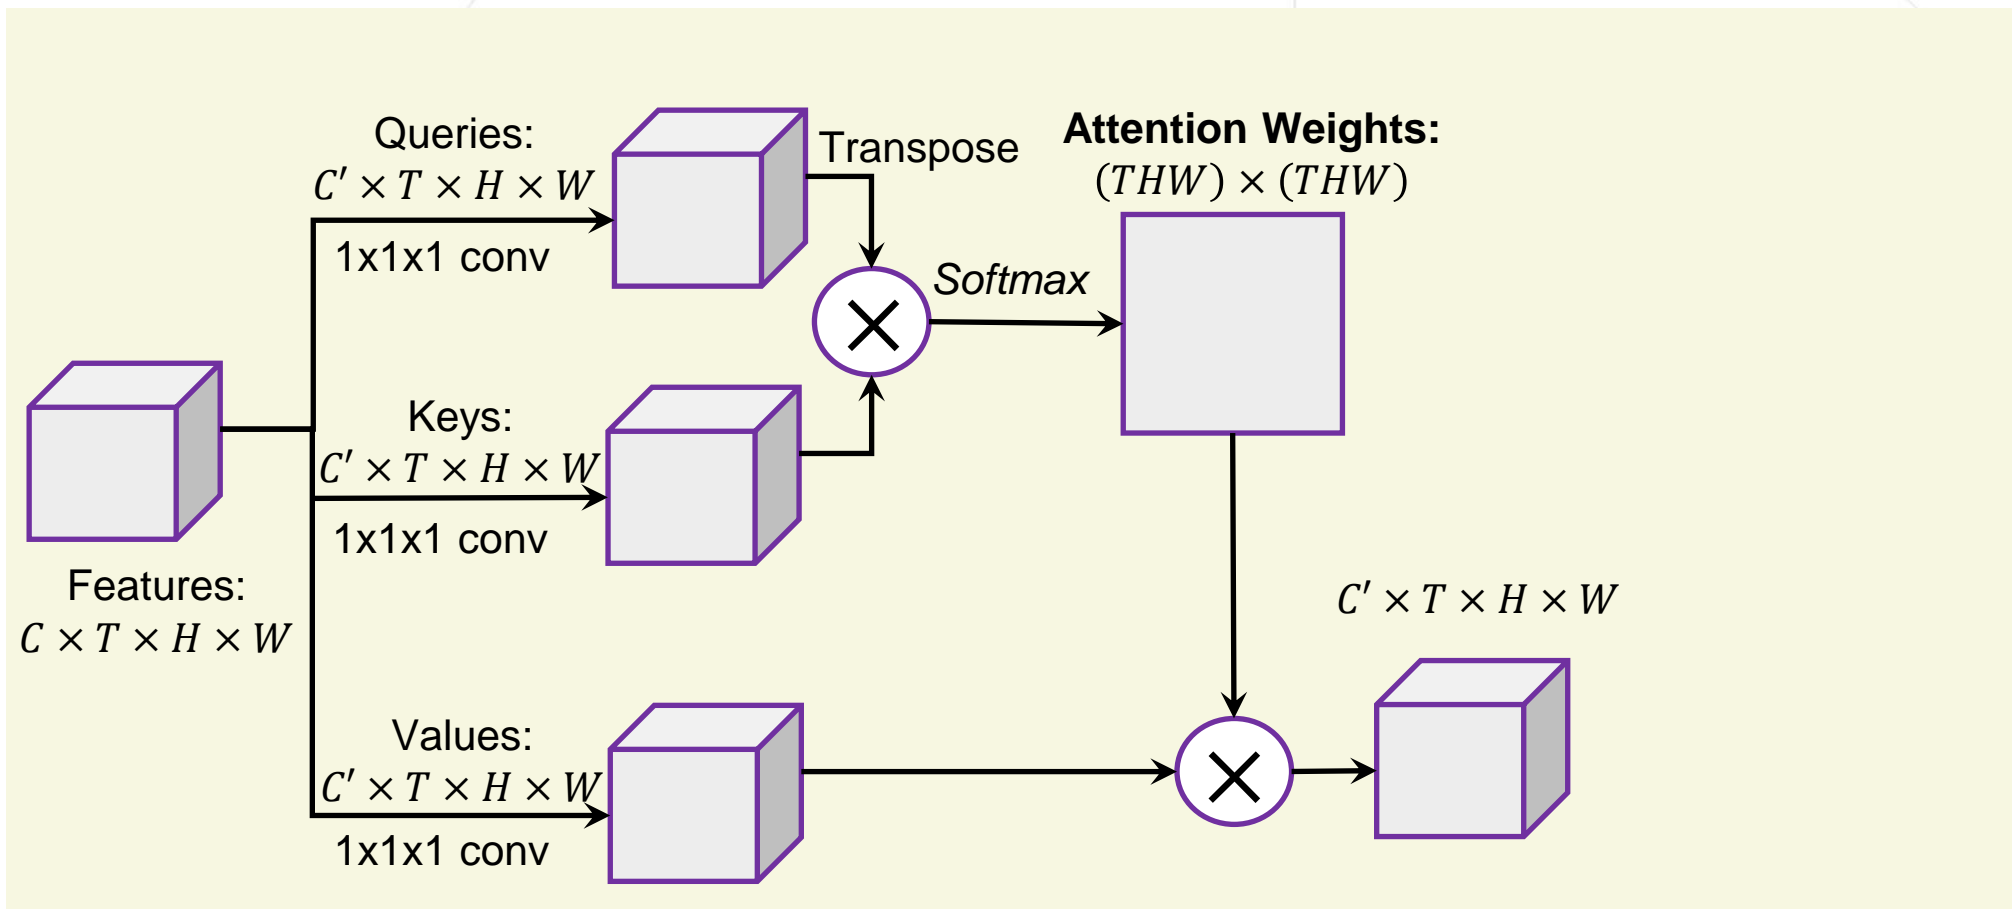 Queries:
C′ × T × H × W
1x1x1 conv
Transpose
Attention Weights:
(THW) × (THW)
Softmax
Keys:
C′ × T × H × W
1x1x1 conv
Features:
C × T × H × W
Values:
C′ × T × H × W
1x1x1 conv
C′ × T × H × W